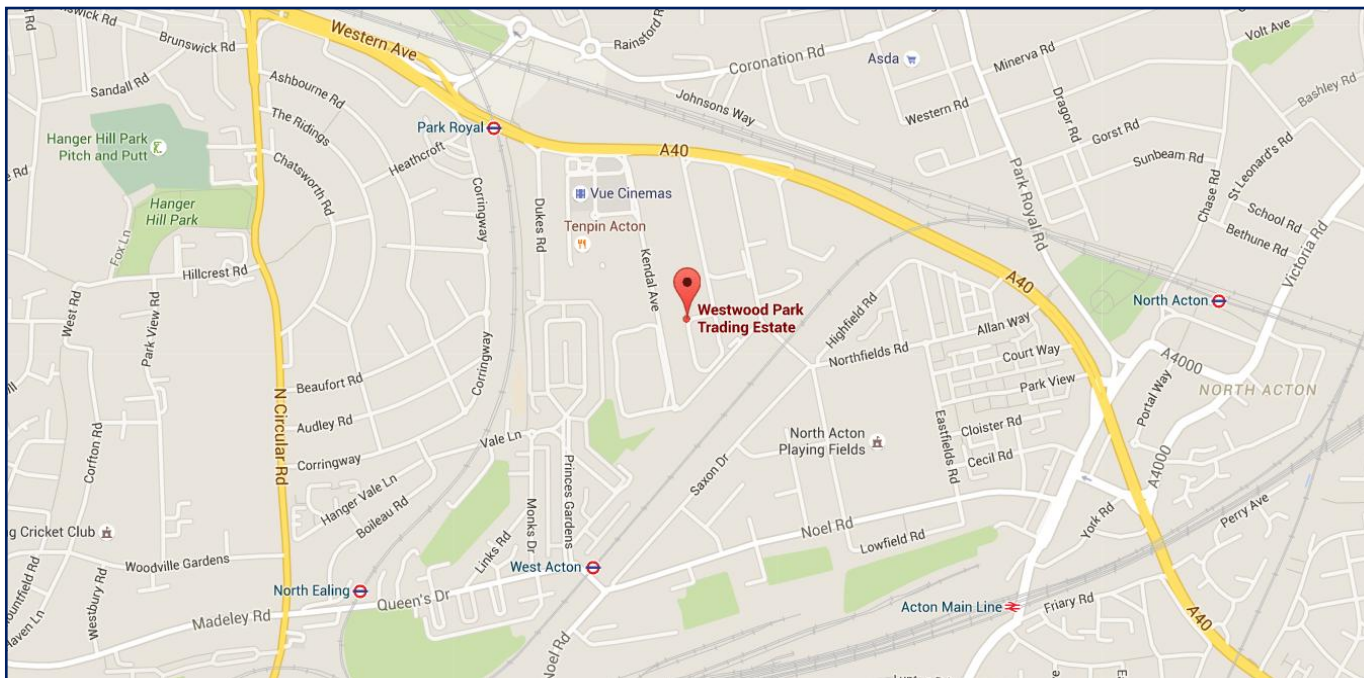 nswick Rd
Brunswick Rd
Western Ave
Rainsford
Volt Ave
Coronation Rd
Asda
Minerva Rd
Sandall Rd
Ashbourne Rd
Johnsons Way
Western Rd
Dragor Rd
Bashley Rd
The Ridings
Park Royal
Hanger Hill Park
Pitch and Putt
Heathcroft
A40
Gorst Rd
Sunbeam Rd
Chatsworth Rd
Corringway
Dukes Rd
Vue Cinemas
Park Royal Rd
Chase Rd
St Leonard's Rd
Hanger
Hill Park
Tenpin Acton
School Rd
Bethune Rd
Victoria Rd
Fox Ln
Hillcrest Rd
Kendal Ave
West Rd
Park View Rd
Westwood Park
Trading Estate
A40
North Acton
Highfield Rd
Allan Way
Corringway
Northfields Rd
Court Way
A4000
Beaufort Rd
Park View
Portal Way
NORTH ACTON
N Circular Rd
Audley Rd
Corfton Rd
Vale Ln
Eastfields Rd
Cloister Rd
North Acton
Playing Fields
Corringway
Cecil Rd
Princes Gardens
Saxon Dr
A4000
Hanger Vale Ln
Boileau Rd
Monks Dr
Perry Ave
g Cricket Club
York Rd
Noel Rd
Lowfield Rd
Links Rd
Woodville Gardens
West Acton
ountfield Rd
Westbury Rd
North Ealing
Queen's Dr
Madeley Rd
Acton Main Line
Friary Rd
A40
Haven Ln
Noel Rd